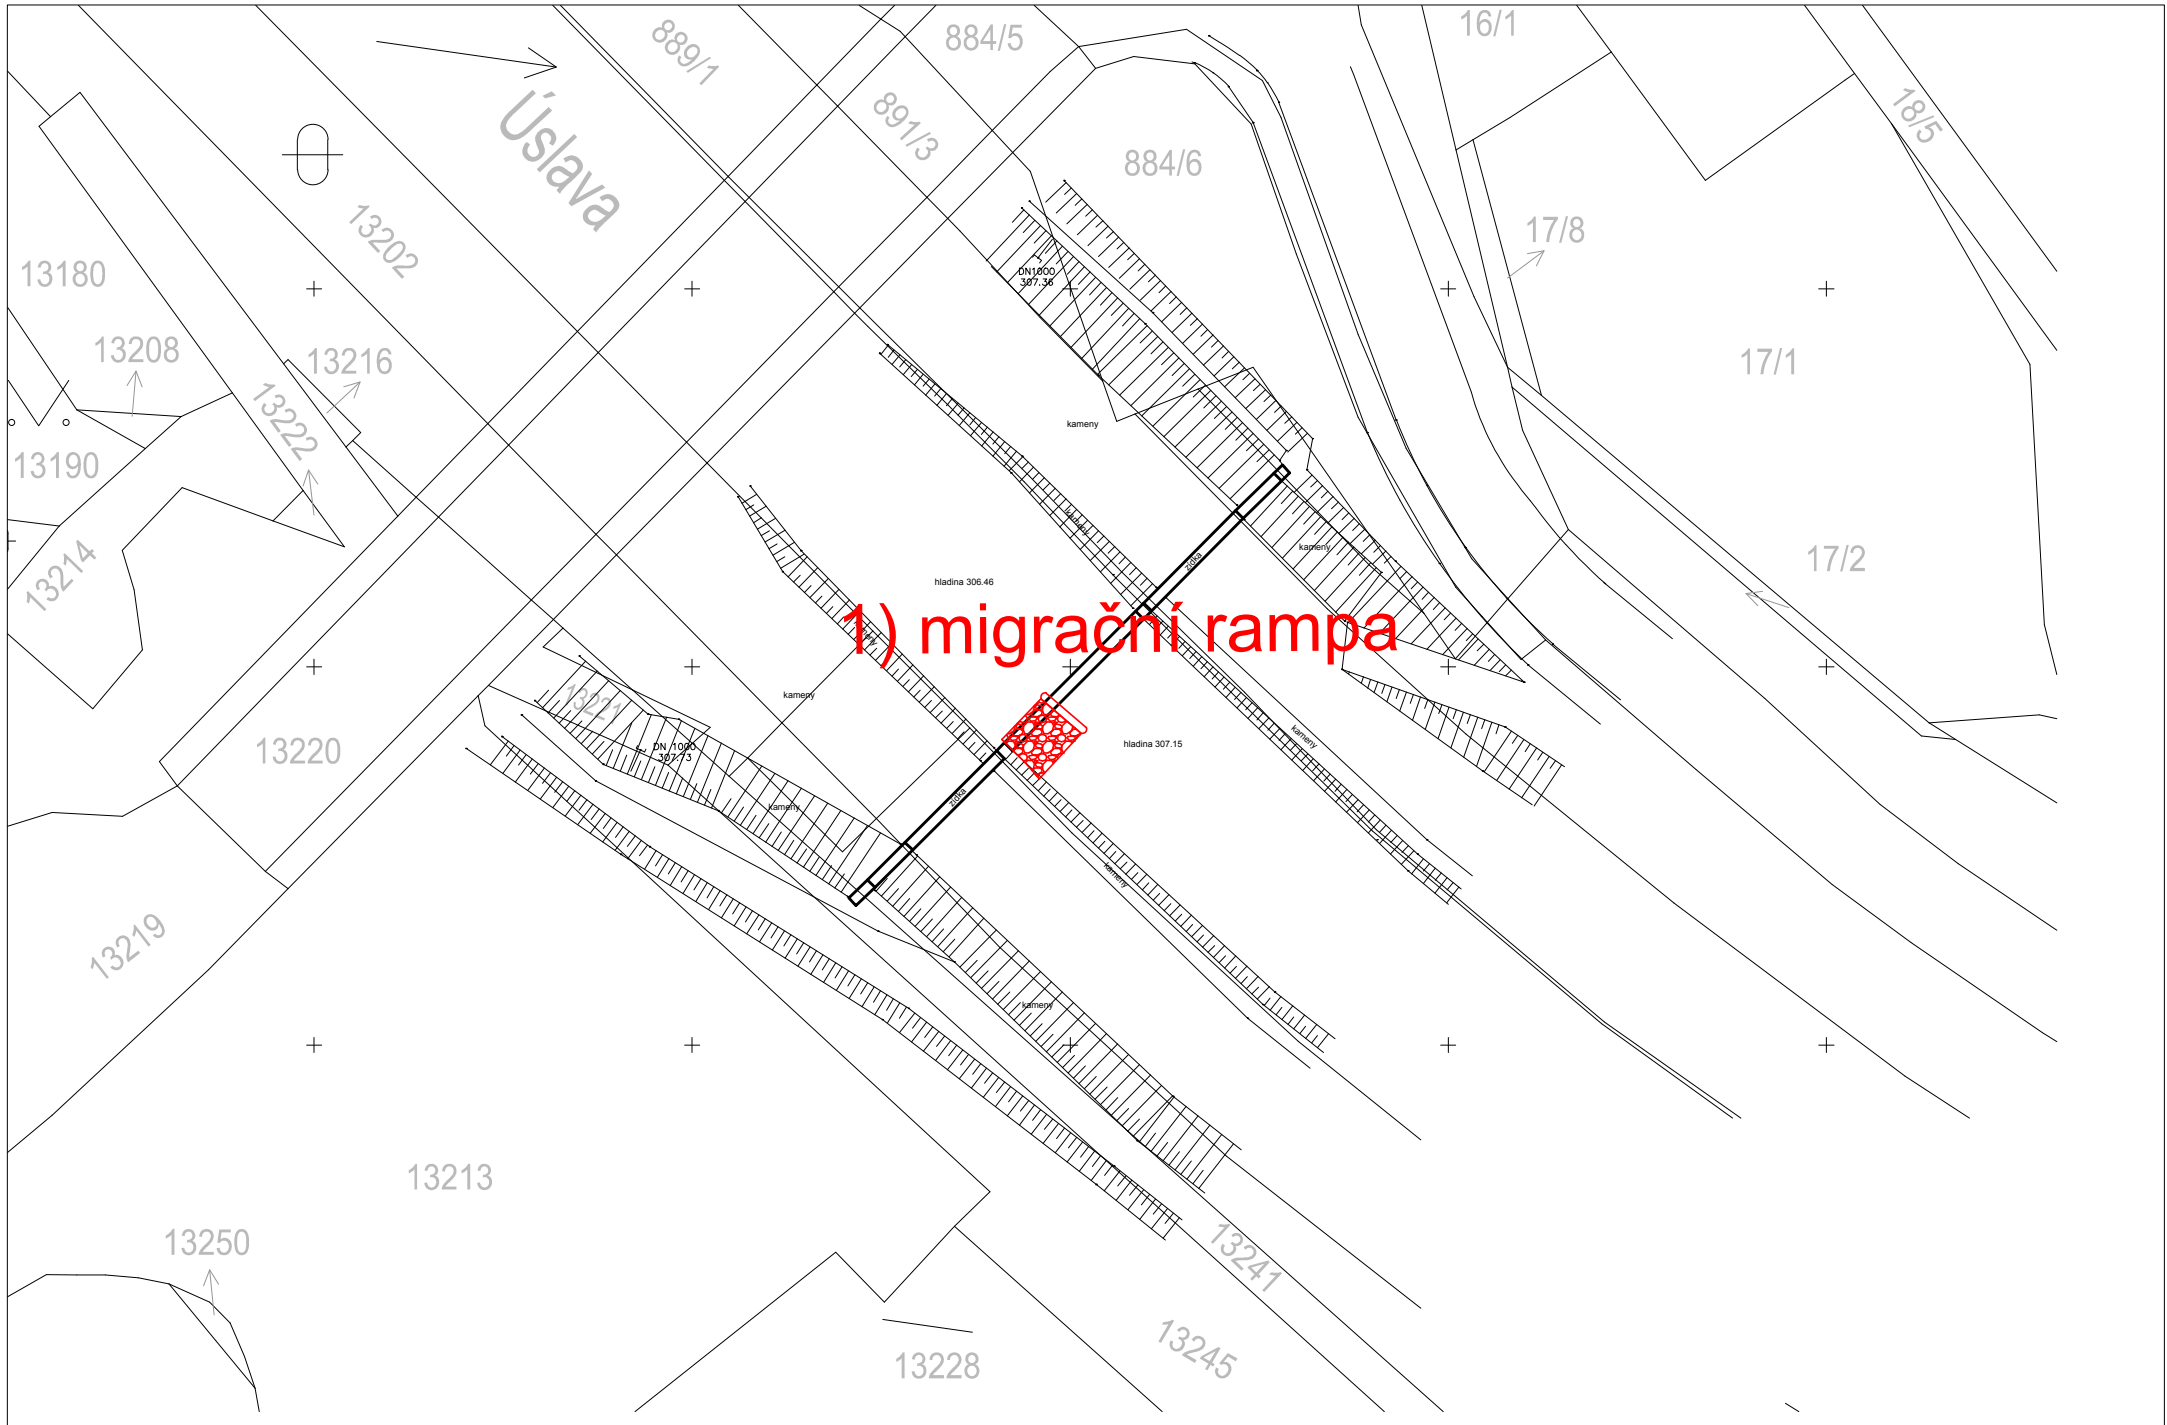 16/1
884/5
889/1
18/5
891/3
Úslava
884/6
13202
17/8
13180
DN1000
307.36
13208
13216
17/1
13222
kameny
13190
kameny
zídka
kameny
17/2
13214
hladina 306.46
1) migrační rampa
kameny
kameny
13221
kameny
hladina 307.15
13220
DN 1000
307.73
zídka
kameny
kameny
13219
kameny
13213
13250
13241
13245
13228